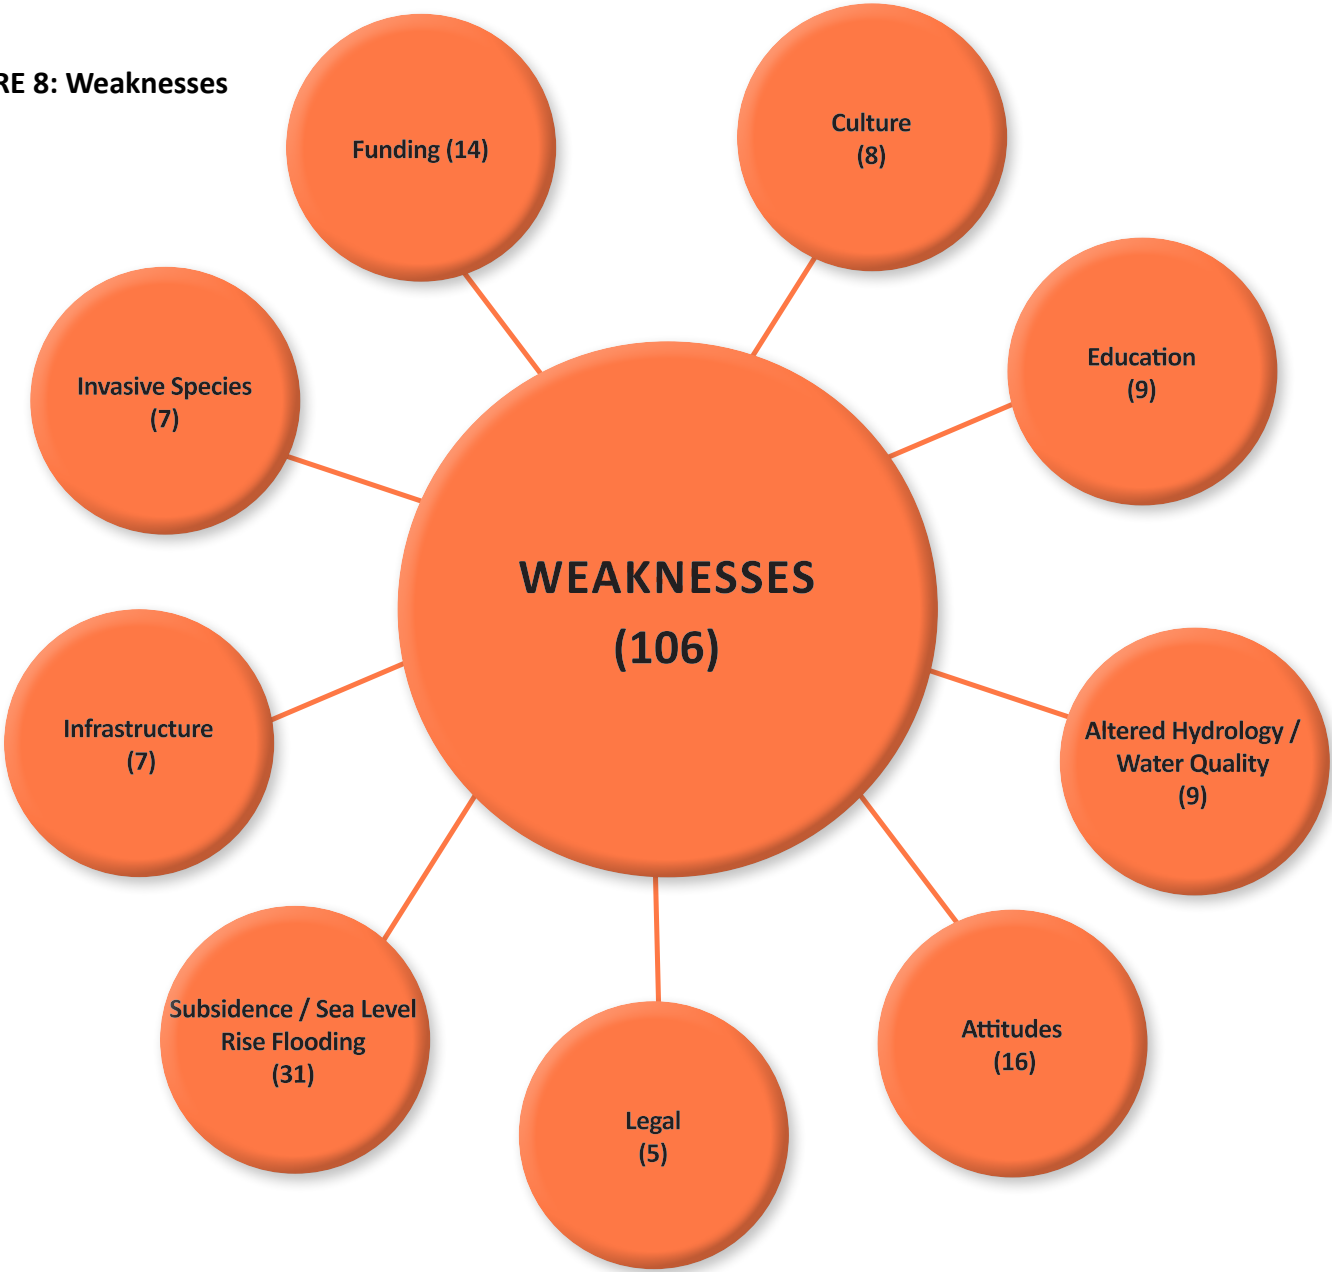 RE 8: Weaknesses
Funding (14)
Culture
(8)
Education
(9)
Invasive Species
(7)
WEAKNESSES
(106)
Infrastructure
(7)
Altered Hydrology /
Water Quality
(9)
Subsidence / Sea Level
Rise Flooding
(31)
Attitudes
(16)
Legal
(5)